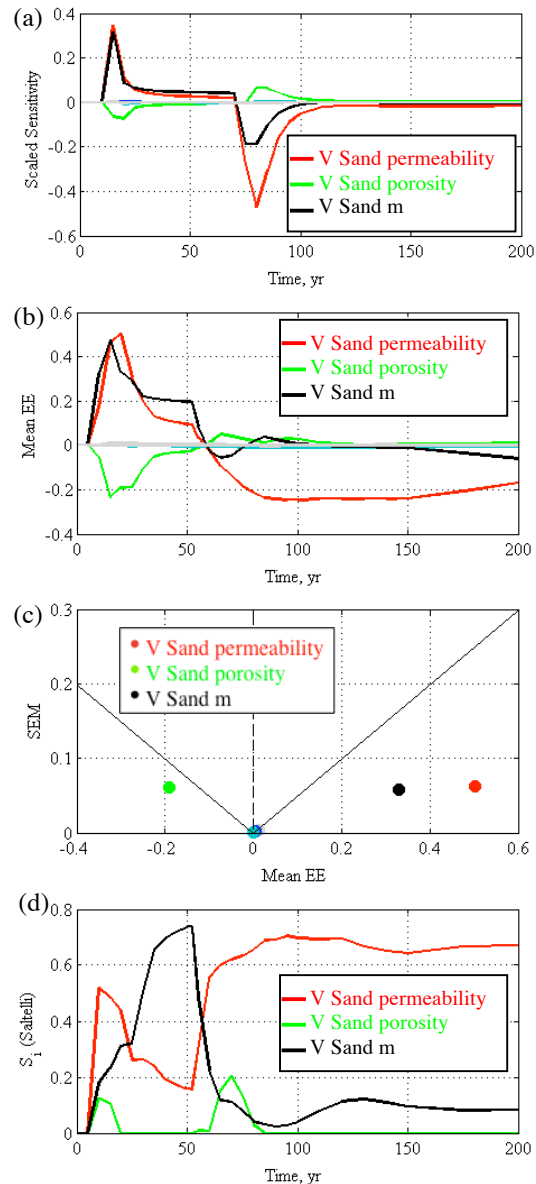 (a)
0.4
0.2
0
-0.2
-0.4
-0.6
Scaled Sensitivity
V Sand permeability
V Sand porosity
V Sand m
0 50 100 150 200
Time, yr
(b)
0.6
0.4
0.2
0
-0.2
-0.4
Mean EE
V Sand permeability
V Sand porosity
V Sand m
0 50 100 150 200
Time, yr
(c)
0.3
0.2
0.1
0
SEM
V Sand permeability
V Sand porosity
V Sand m
-0.4 -0.2 0 0.2 0.4 0.6
Mean EE
(d)
0.8
0.6
0.4
0.2
0
S_i (Saltelli)
V Sand permeability
V Sand porosity
V Sand m
0 50 100 150 200
Time, yr